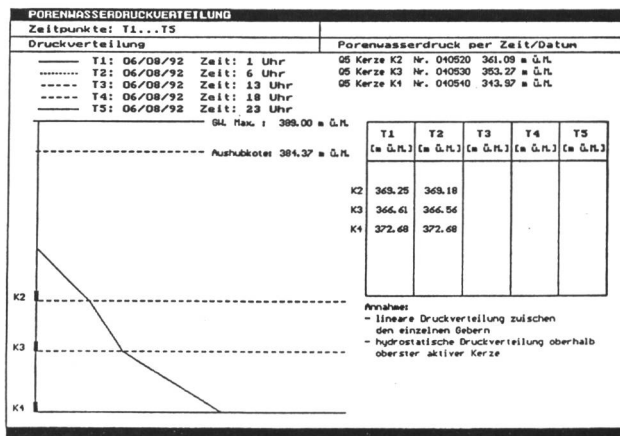 PORENWASSERDRUCKVERTEILUNG
Zeitpunkte: T1...T5
Druckverteilung
T1: 06/08/92 Zeit: 1 Uhr
T2: 06/08/92 Zeit: 6 Uhr
T3: 06/08/92 Zeit: 13 Uhr
T4: 06/08/92 Zeit: 18 Uhr
T5: 06/08/92 Zeit: 23 Uhr
Porenwasserdruck per Zeit/Datum
Q5 Kerze K2 Nr. 040520 361.09 m ü.M.
Q5 Kerze K3 Nr. 040530 353.27 m ü.M.
Q5 Kerze K4 Nr. 040540 343.97 m ü.M.
GWL Max. : 389.00 m ü.M.
Aushubkote: 384.37 m ü.M.
K2
K3
K4
T1 T2 T3 T4 T5
[m ü.M.] [m ü.M.] [m ü.M.] [m ü.M.] [m ü.M.]
K2 369.25 369.18
K3 366.61 366.56
K4 372.68 372.68
Annahme:
- lineare Druckverteilung zwischen
den einzelnen Gebern
- hydrostatische Druckverteilung oberhalb
oberster aktiver Kerze